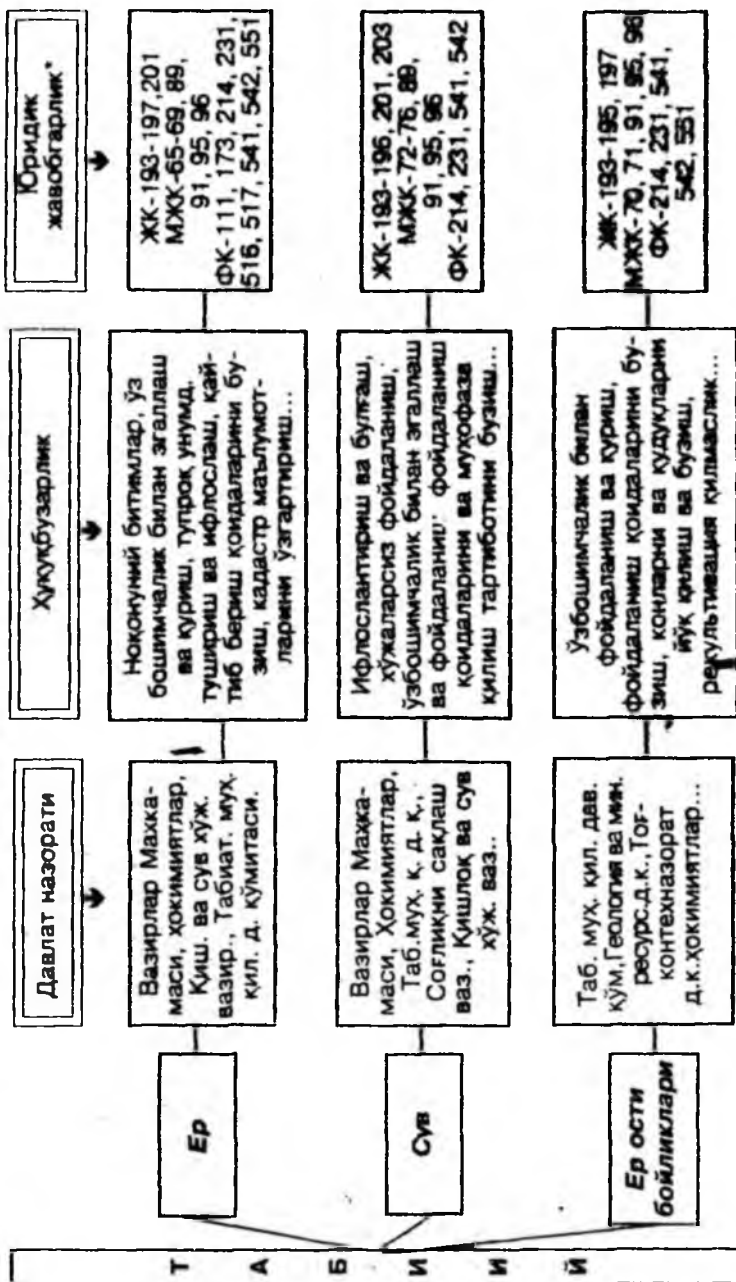 Давлат назорати
Ҳуқуқбузарлик
Юридик
жавобгарлик*
Т
А
Б
И
И
Й
Ер
Вазирлар Маҳка-
маси, ҳокимиятлар,
Қиш. ва сув хўж.
вазир., Табиат. муҳ.
қил. д. қўмитаси.
Ноқонуний битимлар, ўз
бошимчалик билан эгаллаш
ва қуриш, тупроқ унумд.
тушириш ва ифлослаш, қай-
тиб бериш қоидаларини бу-
зиш, кадастр маълумот-
ларини ўзгартириш...
ЖК-193-197,201
МЖК-65-69, 89,
91, 95, 96
ФК-111, 173, 214, 231,
516, 517, 541, 542, 551
Сув
Вазирлар Маҳка-
маси, Ҳокимиятлар,
Таб.муҳ. қ. д. қ.,
Соғлиқни сақлаш
ваз., Қишлоқ ва сув
хўж. ваз..
Ифлослантириш ва булғаш,
хўжаларсиз фойдаланиш,
ўзбошимчалик билан эгаллаш
ва фойдаланиш: фойдаланиш
қоидаларини ва муҳофаза
қилиш тартиботини бузиш...
ЖК-193-196, 201, 203
МЖК-72-76, 89,
91, 95, 96
ФК-214, 231, 541, 542
Ер ости
бойликлари
Таб. муҳ. қил. дав.
қўм.Геология ва мин.
ресурс.д.к.,Тоғ-
контехназорат
д.к.ҳокимиятлар...
Ўзбошимчалик билан
фойдаланиш ва қуриш,
фойдаланиш қоидаларини бу-
зиш, конларни ва қудуқларни
йўқ қилиш ва бузиш,
рекультивация қилмаслик....
ЖК-193-195, 197
МЖК-70, 71, 91, 95, 96
ФК-214, 231, 541,
542, 551